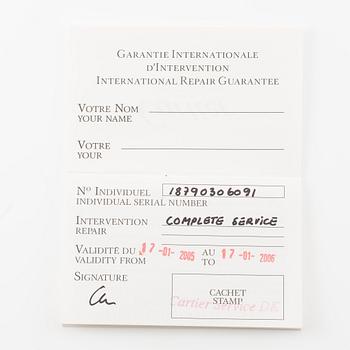 GARANTIE INTERNATIONALE
D'INTERVENTION
INTERNATIONAL REPAIR GUARANTEE
VOTRE NOM
YOUR NAME
VOTRE
YOUR
NO INDIVIDUEL 18790306091
INDIVIDUAL SERIAL NUMBER
INTERVENTION COMPLETE SERVICE
REPAIR
VALIDITÉ DU 17-01-2005 AU 17-01-2006
VALIDITY FROM TO
SIGNATURE
CACHET
STAMP
Cartier Service DK